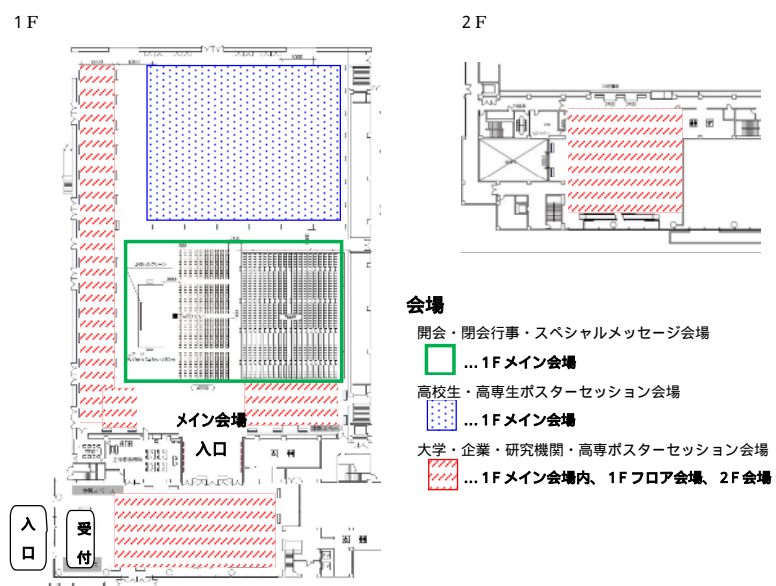 1F
2F
メイン会場
入口
入
口
受
付
会場
開会・閉会行事・スペシャルメッセージ会場
…1Fメイン会場
高校生・高専生ポスターセッション会場
…1Fメイン会場
大学・企業・研究機関・高専ポスターセッション会場
…1Fメイン会場内、1Fフロア会場、2F会場